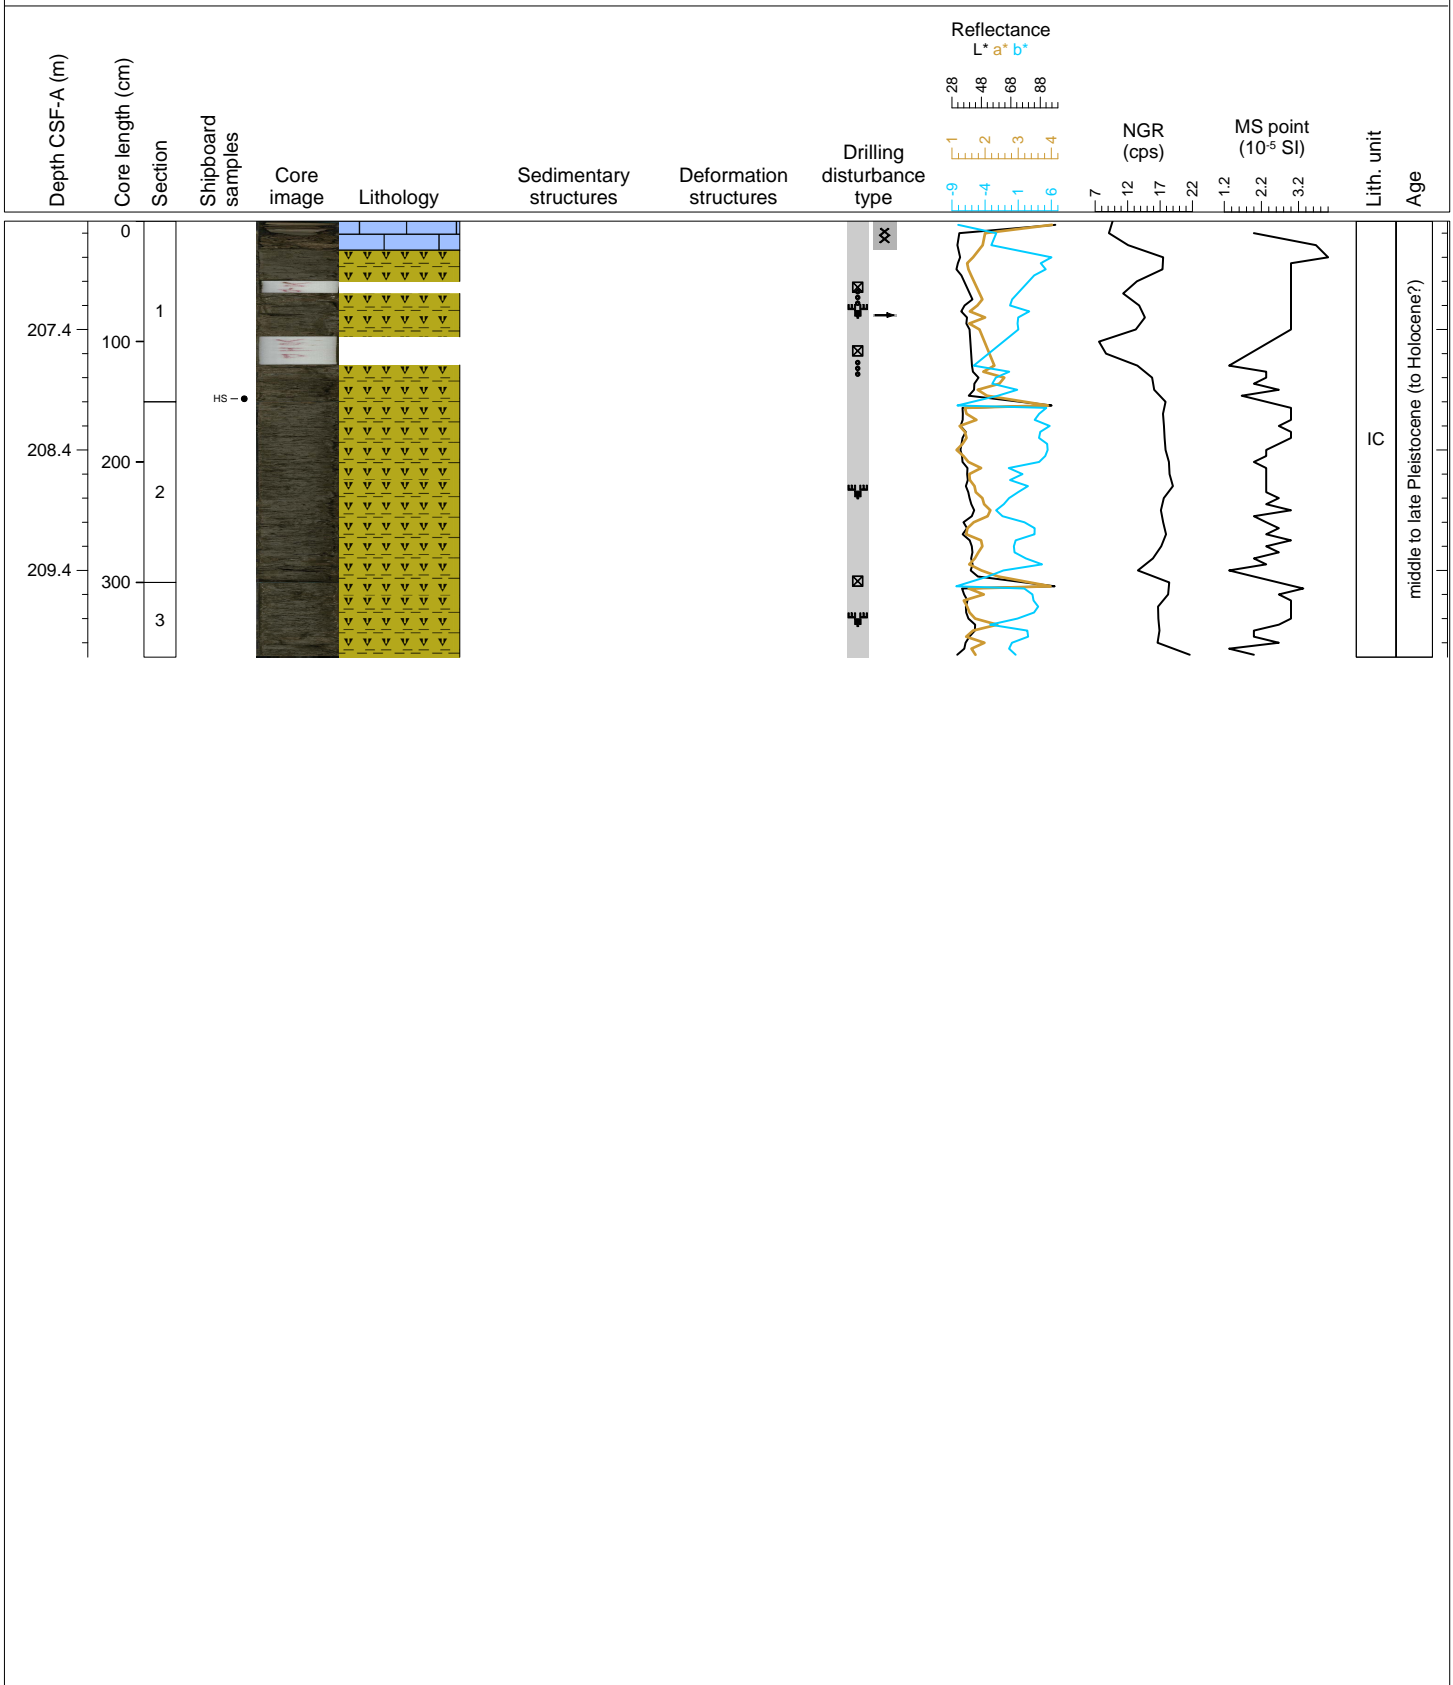 Depth CSF-A (m)
Core length (cm)
Section
Shipboard
samples
Core
image
Lithology
Sedimentary
structures
Deformation
structures
Drilling
disturbance
type
Reflectance
L* a* b*
28 48 68 88
1 2 3 4
-9 -4 1 6
NGR
(cps)
7 12 17 22
MS point
(10⁻⁵ SI)
1.2 2.2 3.2
Lith. unit
Age
0
1
207.4
100
HS
208.4
200
2
209.4
300
3
IC
middle to late Pleistocene (to Holocene?)